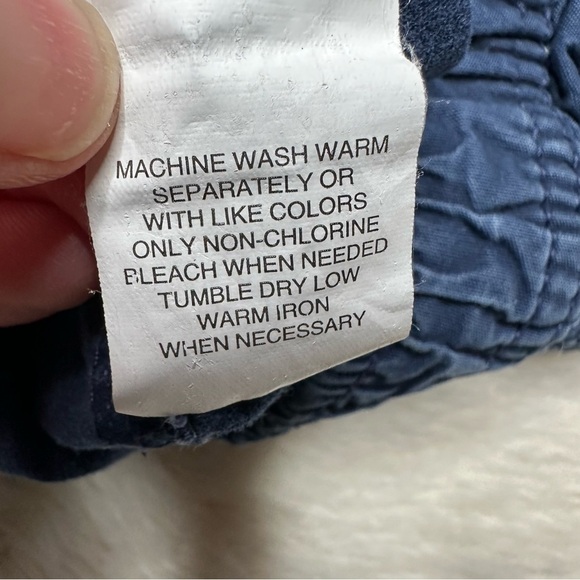 MACHINE WASH WARM
SEPARATELY OR
WITH LIKE COLORS
ONLY NON-CHLORINE
BLEACH WHEN NEEDED
TUMBLE DRY LOW
WARM IRON
WHEN NECESSARY